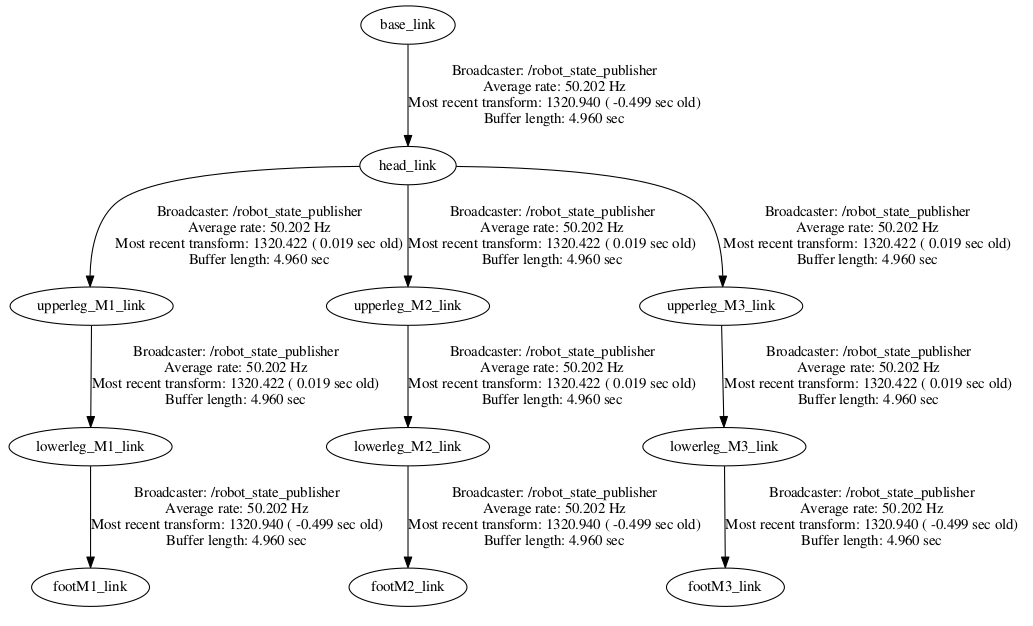 base_link
Broadcaster: /robot_state_publisher
Average rate: 50.202 Hz
Most recent transform: 1320.940 ( -0.499 sec old)
Buffer length: 4.960 sec
head_link
Broadcaster: /robot_state_publisher
Average rate: 50.202 Hz
Most recent transform: 1320.422 ( 0.019 sec old)
Buffer length: 4.960 sec
Broadcaster: /robot_state_publisher
Average rate: 50.202 Hz
Most recent transform: 1320.422 ( 0.019 sec old)
Buffer length: 4.960 sec
Broadcaster: /robot_state_publisher
Average rate: 50.202 Hz
Most recent transform: 1320.422 ( 0.019 sec old)
Buffer length: 4.960 sec
upperleg_M1_link
upperleg_M2_link
upperleg_M3_link
Broadcaster: /robot_state_publisher
Average rate: 50.202 Hz
Most recent transform: 1320.422 ( 0.019 sec old)
Buffer length: 4.960 sec
Broadcaster: /robot_state_publisher
Average rate: 50.202 Hz
Most recent transform: 1320.422 ( 0.019 sec old)
Buffer length: 4.960 sec
Broadcaster: /robot_state_publisher
Average rate: 50.202 Hz
Most recent transform: 1320.422 ( 0.019 sec old)
Buffer length: 4.960 sec
lowerleg_M1_link
lowerleg_M2_link
lowerleg_M3_link
Broadcaster: /robot_state_publisher
Average rate: 50.202 Hz
Most recent transform: 1320.940 ( -0.499 sec old)
Buffer length: 4.960 sec
Broadcaster: /robot_state_publisher
Average rate: 50.202 Hz
Most recent transform: 1320.940 ( -0.499 sec old)
Buffer length: 4.960 sec
Broadcaster: /robot_state_publisher
Average rate: 50.202 Hz
Most recent transform: 1320.940 ( -0.499 sec old)
Buffer length: 4.960 sec
footM1_link
footM2_link
footM3_link